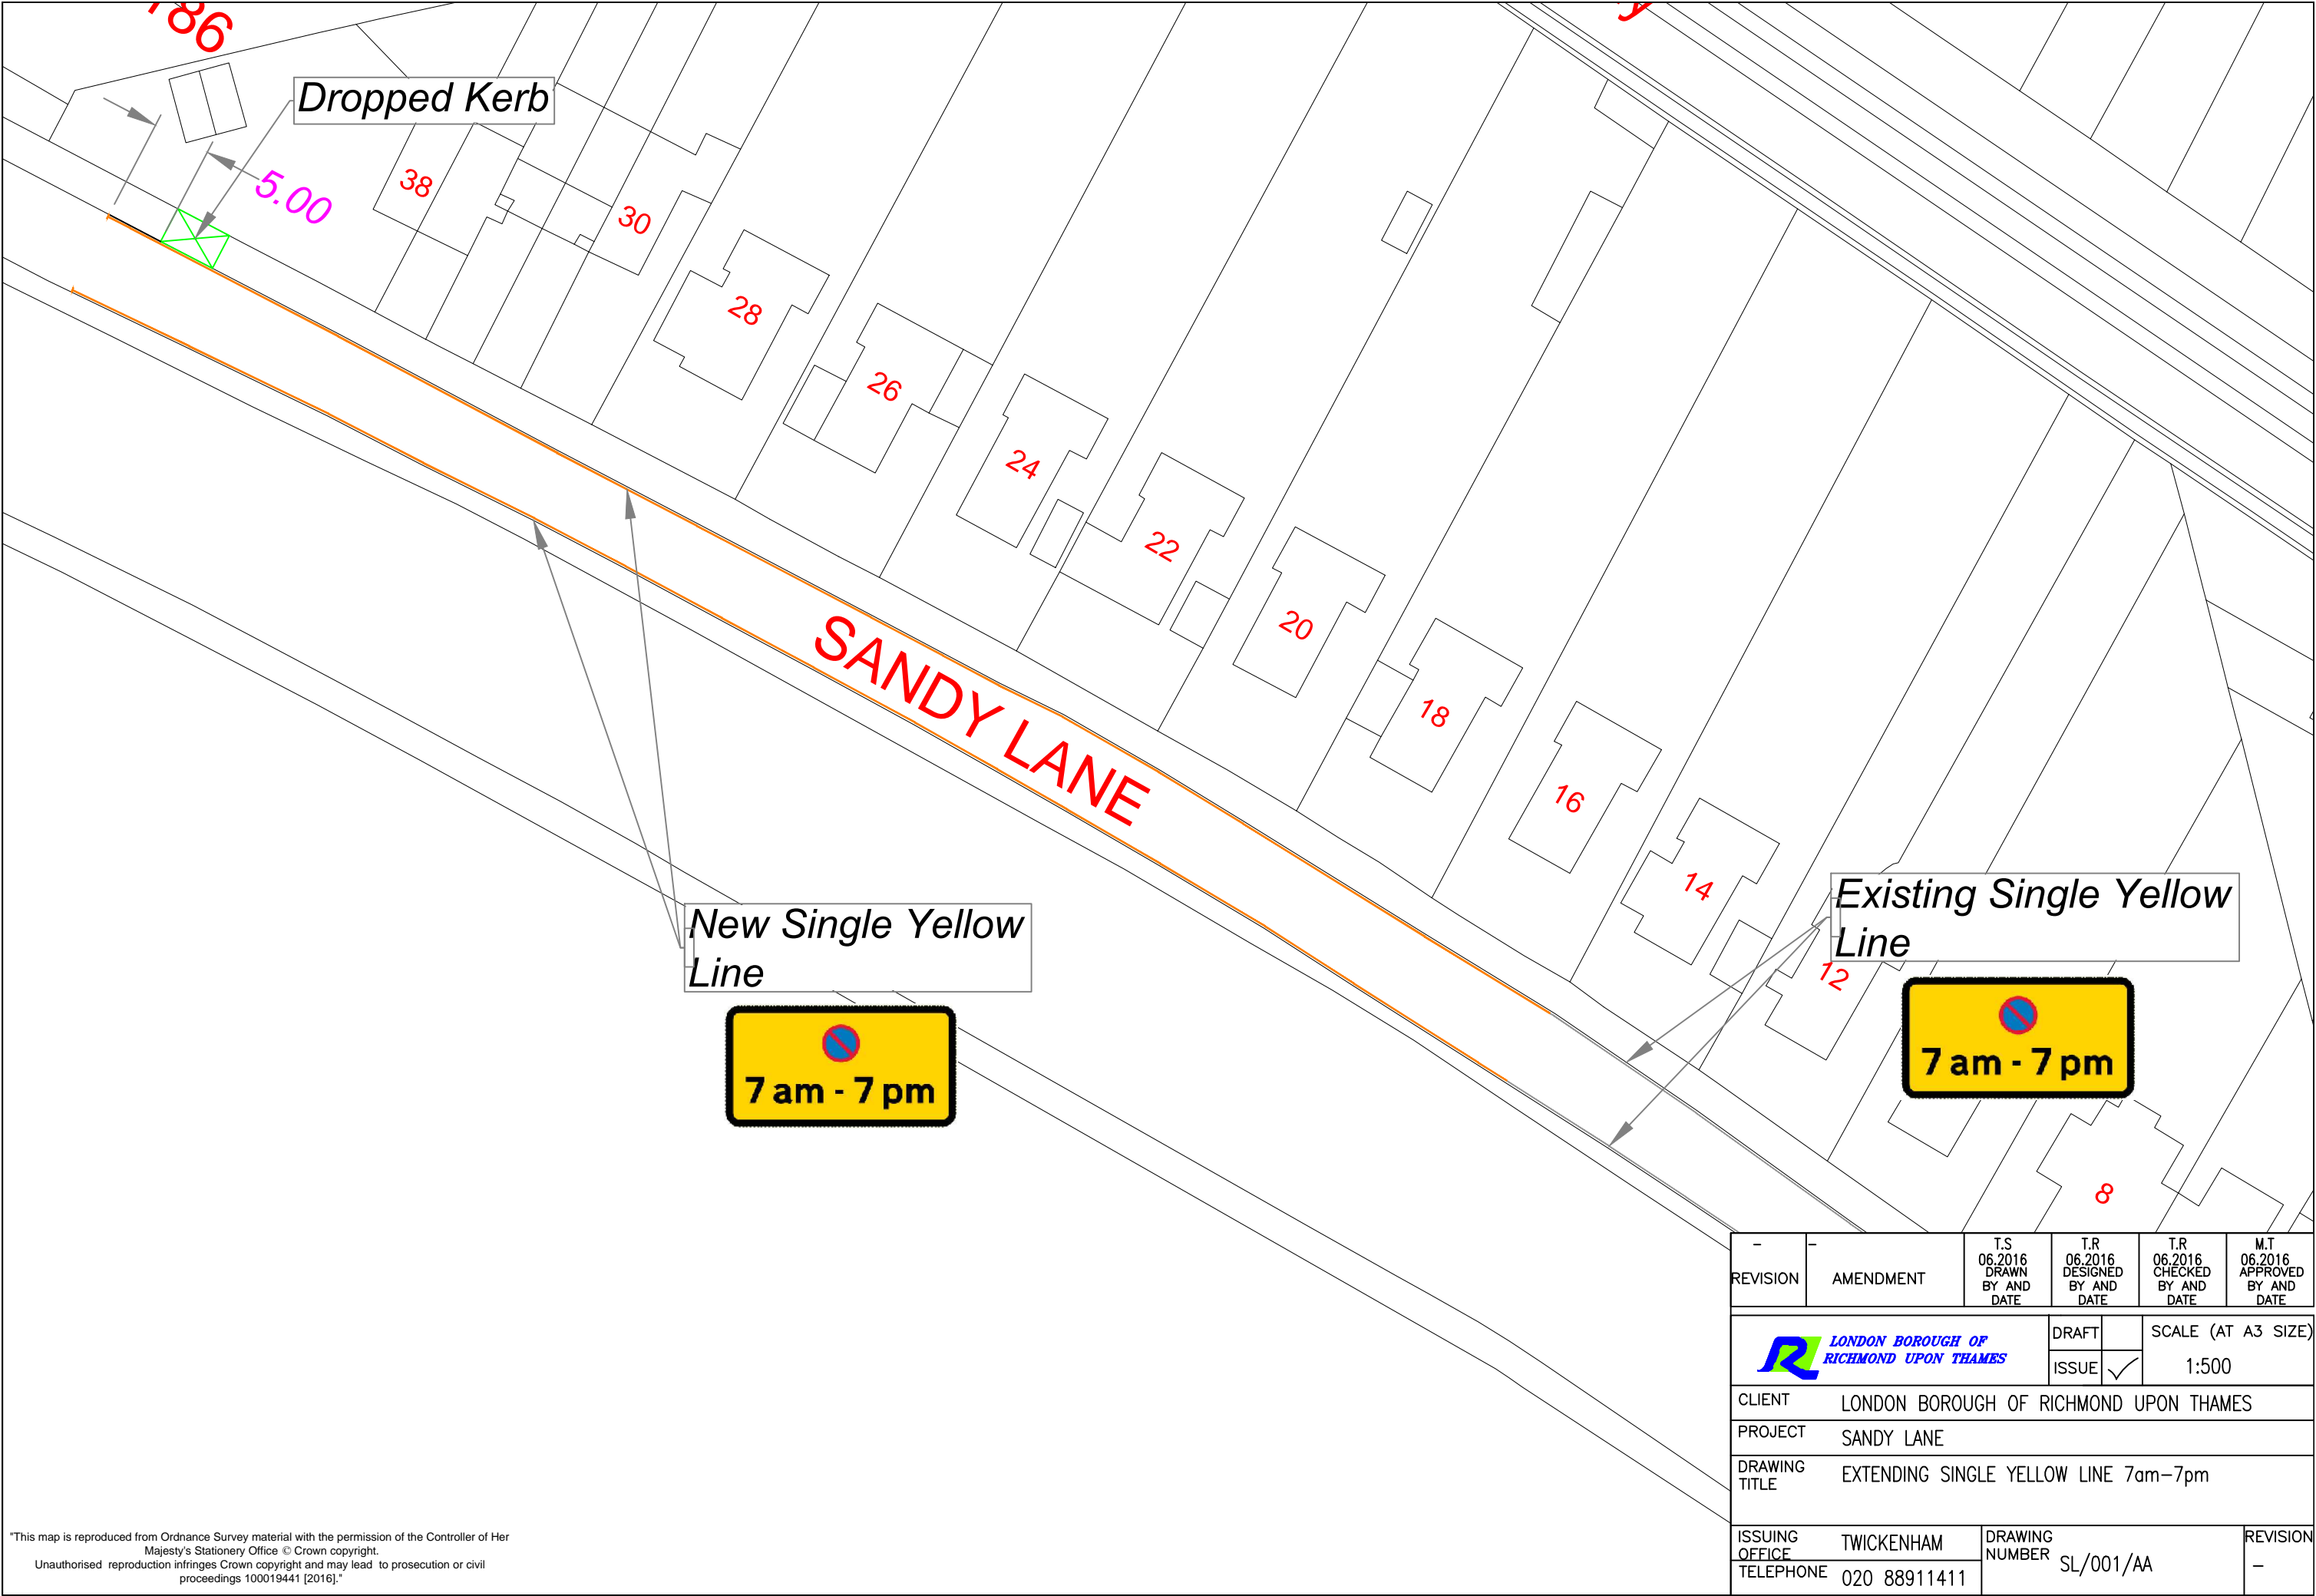 186
y
Dropped Kerb
5.00
38
30
28
26
24
22
20
18
16
14
12
8
SANDY LANE
New Single Yellow
Line
7 am - 7 pm
Existing Single Yellow
Line
7 am - 7 pm
- - T.S T.R T.R M.T
06.2016 06.2016 06.2016 06.2016
REVISION AMENDMENT DRAWN DESIGNED CHECKED APPROVED
BY AND BY AND BY AND BY AND
DATE DATE DATE DATE
LONDON BOROUGH OF
RICHMOND UPON THAMES
DRAFT
ISSUE ✓
SCALE (AT A3 SIZE)
1:500
CLIENT LONDON BOROUGH OF RICHMOND UPON THAMES
PROJECT SANDY LANE
DRAWING
TITLE
EXTENDING SINGLE YELLOW LINE 7am-7pm
ISSUING
OFFICE
TWICKENHAM
TELEPHONE 020 88911411
DRAWING
NUMBER
SL/001/AA
REVISION
-
"This map is reproduced from Ordnance Survey material with the permission of the Controller of Her
Majesty's Stationery Office © Crown copyright.
Unauthorised reproduction infringes Crown copyright and may lead to prosecution or civil
proceedings 100019441 [2016]."